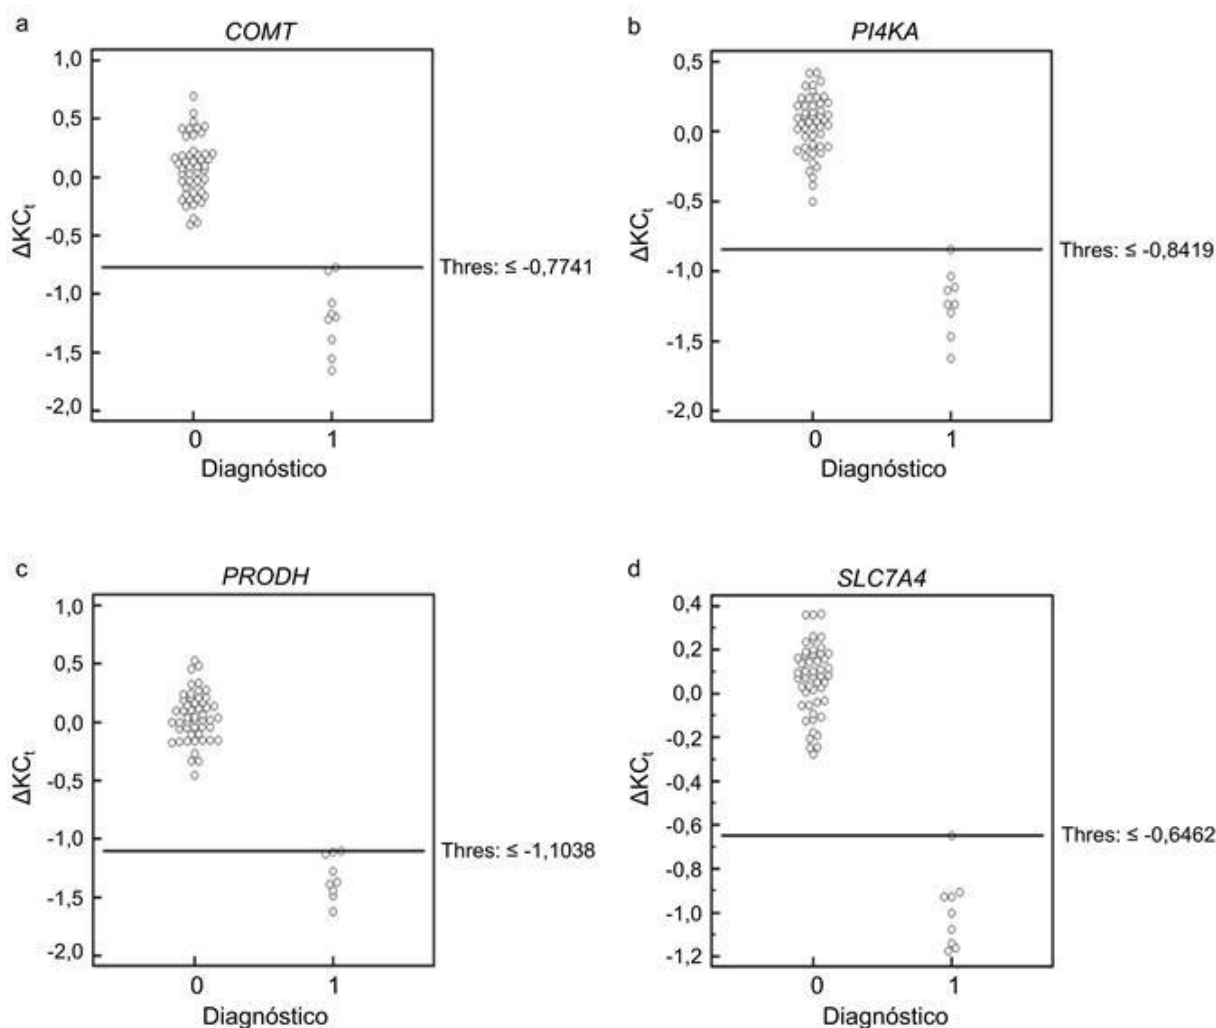 a
COMT
1,0
0,5
0,0
-0,5
-1,0
-1,5
-2,0
ΔKCt
0 1
Diagnóstico
Thres: ≤ -0,7741
b
PI4KA
0,5
0,0
-0,5
-1,0
-1,5
-2,0
ΔKCt
0 1
Diagnóstico
Thres: ≤ -0,8419
c
PRODH
1,0
0,5
0,0
-0,5
-1,0
-1,5
-2,0
ΔKCt
0 1
Diagnóstico
Thres: ≤ -1,1038
d
SLC7A4
0,4
0,2
0,0
-0,2
-0,4
-0,6
-0,8
-1,0
-1,2
ΔKCt
0 1
Diagnóstico
Thres: ≤ -0,6462